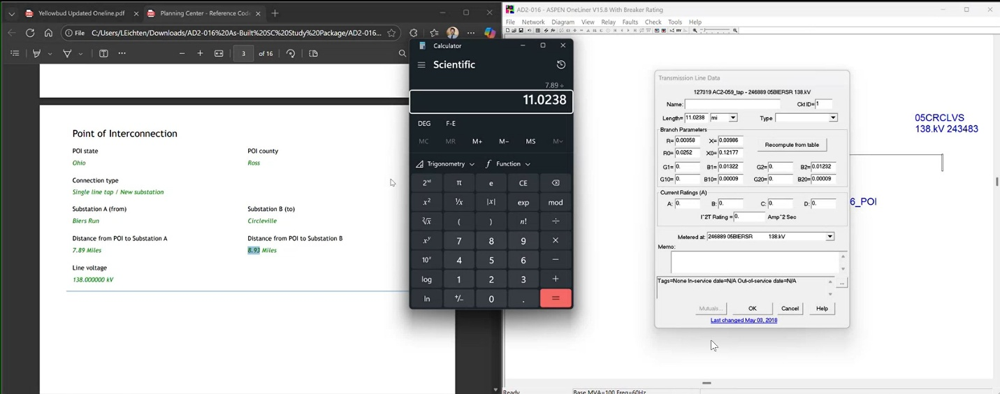 Yellowbud Updated Oneline.pdf
Planning Center - Reference Code
File C:/Users/LEichten/Downloads/AD2-016%20As-Built%20SC%20Study%20Package/AD2-016...
3 of 16
Point of Interconnection
POI state
POI county
Ohio
Ross
Connection type
Single line tap / New substation
Substation A (from)
Substation B (to)
Biers Run
Circleville
Distance from POI to Substation A
Distance from POI to Substation B
7.89 Miles
8.93 Miles
Line voltage
138.000000 kV
Calculator
Scientific
7.89 ÷
11.0238
DEG F-E
MC MR M+ M− MS M
Trigonometry Function
2ⁿᵈ π e CE
x² ¹/x |x| exp mod
²√x ( ) n! ÷
xʸ 7 8 9 ×
10ˣ 4 5 6 −
log 1 2 3 +
ln +/− 0 . =
AD2-016 - ASPEN OneLiner V15.8 With Breaker Rating
File Network Diagram View Relay Faults Check Tools Help
Transmission Line Data
127319 AC2-059_tap - 246889 05BIERSR 138.kV
Name: Ckt ID= 1
Length= 11.0238 mi Type
Branch Parameters
R= 0.00358 X= 0.03986
Recompute from table
R0= 0.0252 X0= 0.12177
G1= 0. B1= 0.01322 G2= 0. B2= 0.01232
G10= 0. B10= 0.00009 G20= 0. B20= 0.00009
Current Ratings (A)
A: 0. B: 0. C: 0. D: 0.
I^2T Rating = 0. Amp^2 Sec
Metered at: 246889 05BIERSR 138.kV
Memo:
Tags=None In-service date=N/A Out-of-service date=N/A
...
Mutuals... OK Cancel Help
Last changed May 03, 2018
05CRCLVS
138.kV 243483
6_POI
Ready
Base MVA=100 Freq=60Hz